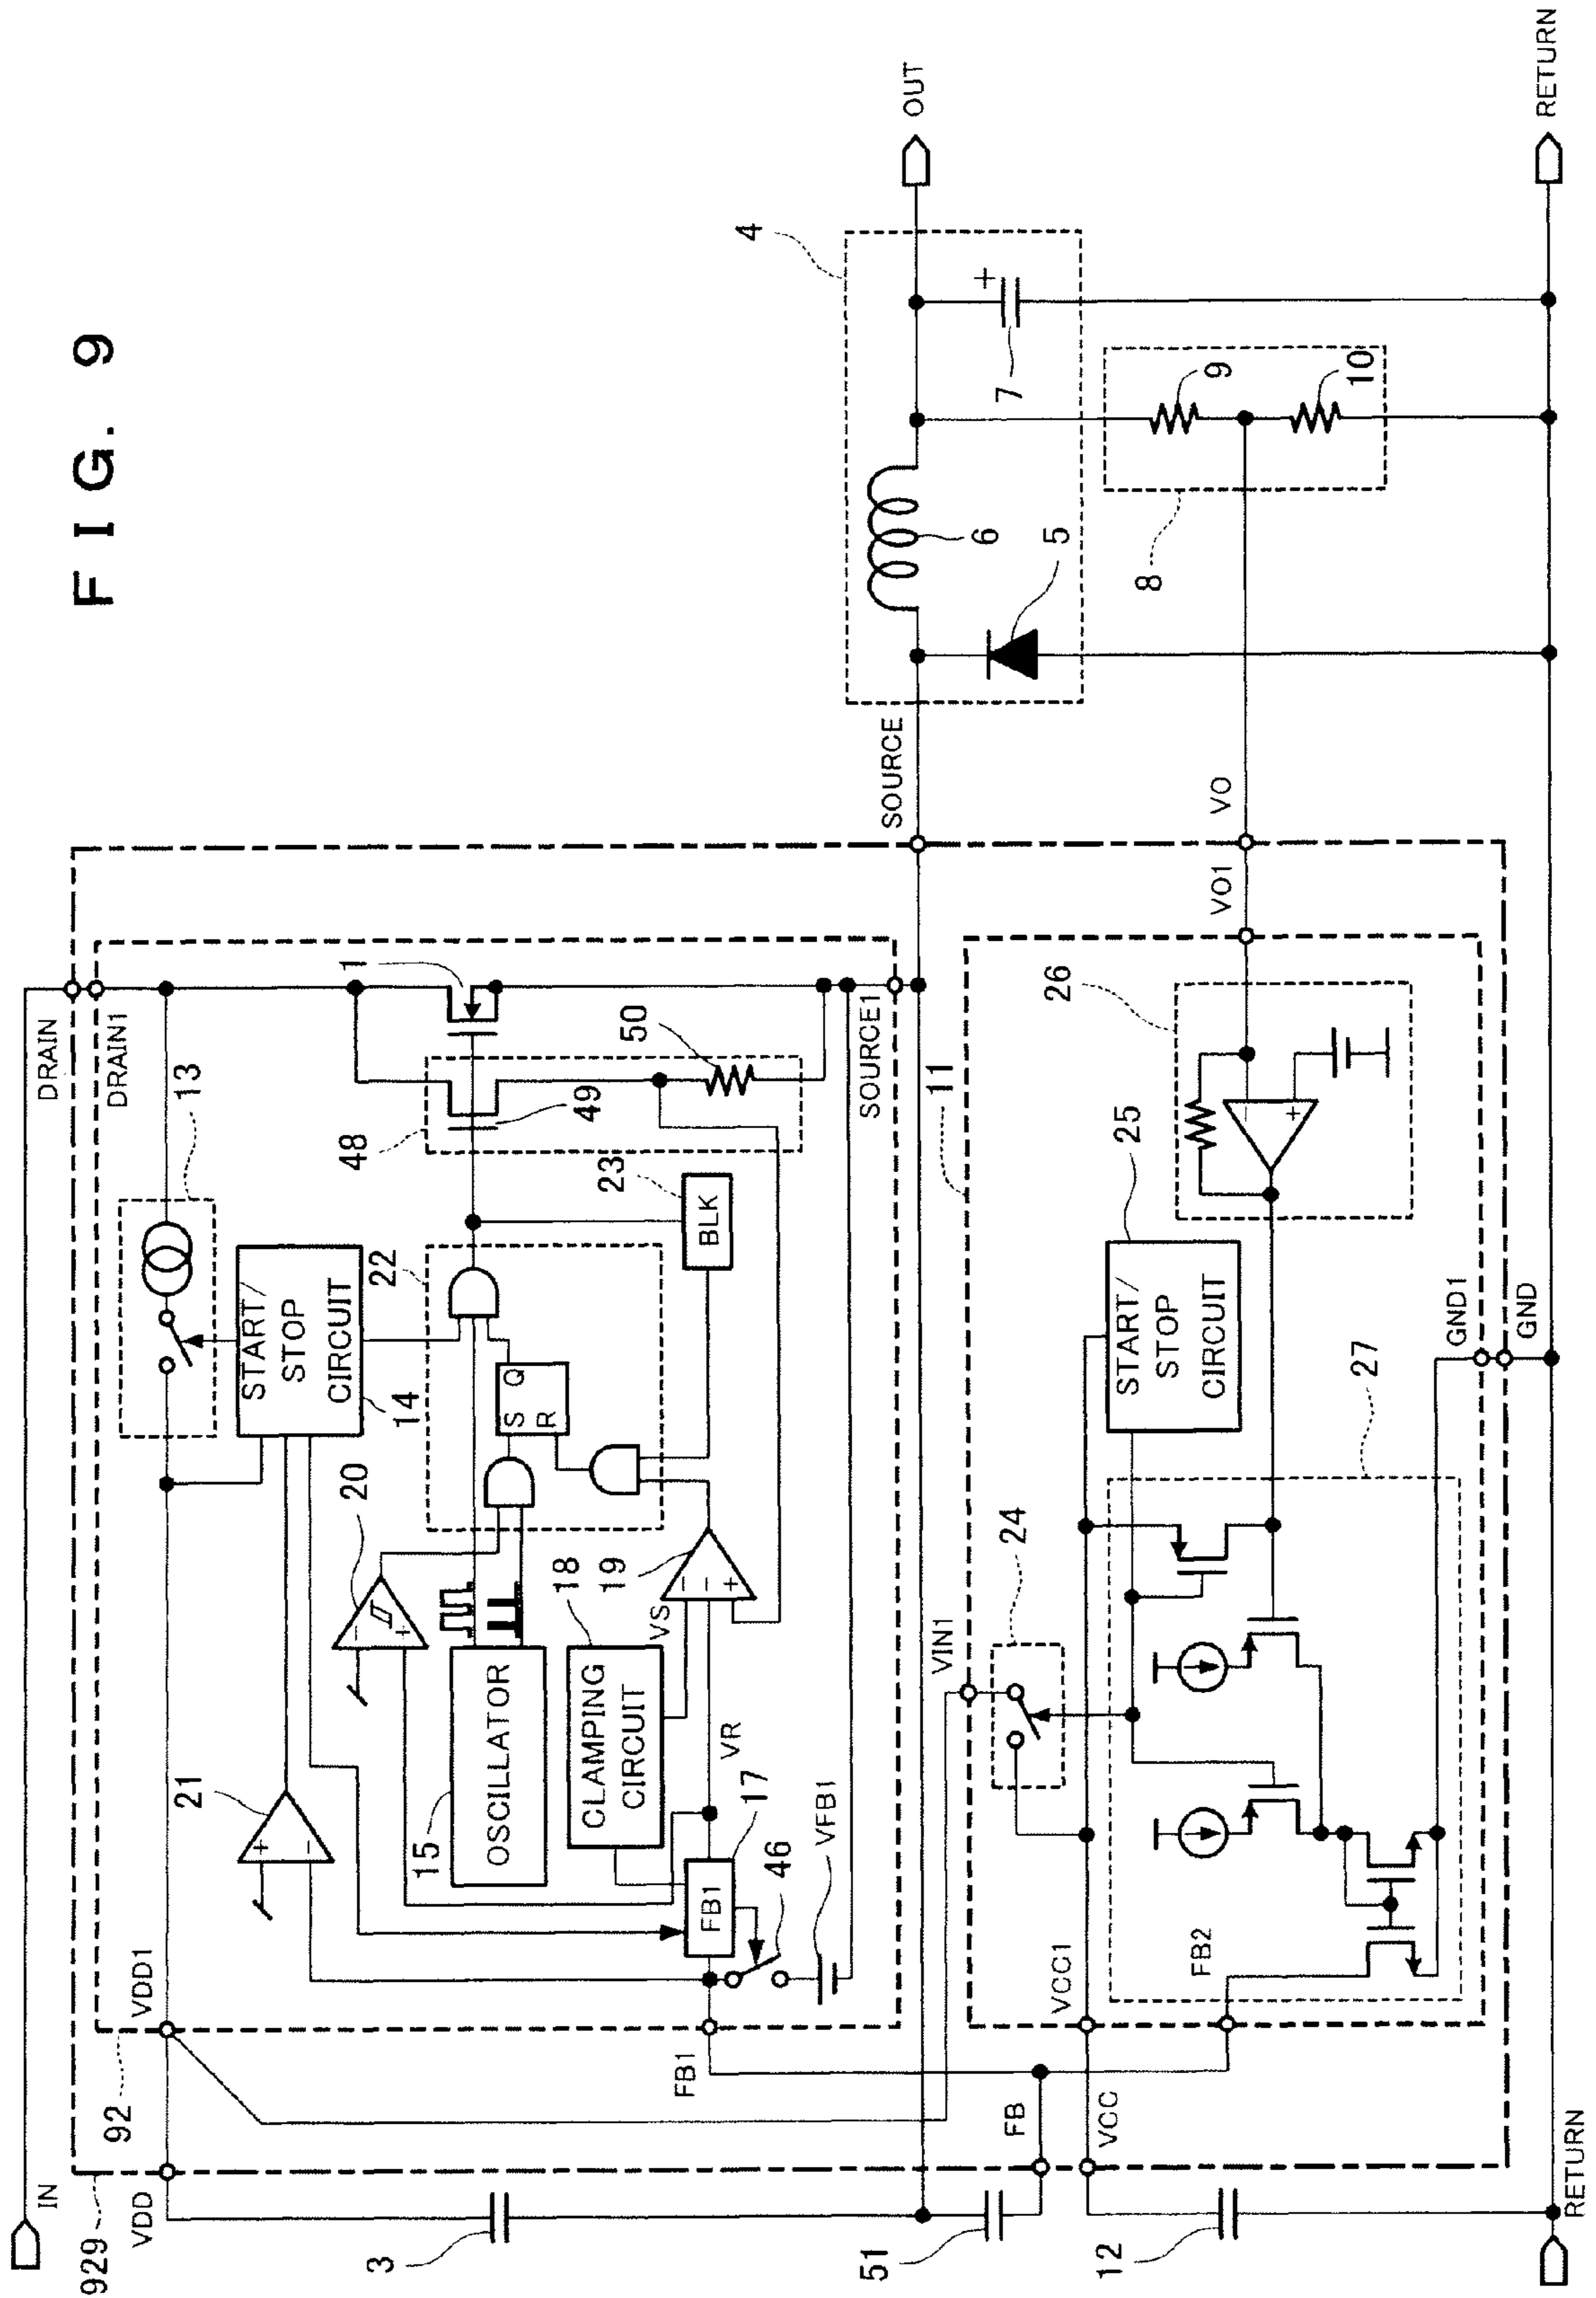 FIG. 9
IN
DRAIN
DRAIN1
929
92
VDD
VDD1
21
13
START/
STOP
CIRCUIT
14
20
22
1
48
49
50
15
OSCILLATOR
CLAMPING
CIRCUIT
18
19
VS
VR
S Q
R
23
BLK
17
FB1
46
VFB1
FB1
SOURCE1
SOURCE
4
6
5
7
+
OUT
3
51
12
FB
VCC
VCC1
VIN1
24
11
START/
STOP
CIRCUIT
25
26
VO1
VO
8
9
10
FB2
27
GND1
GND
RETURN
RETURN